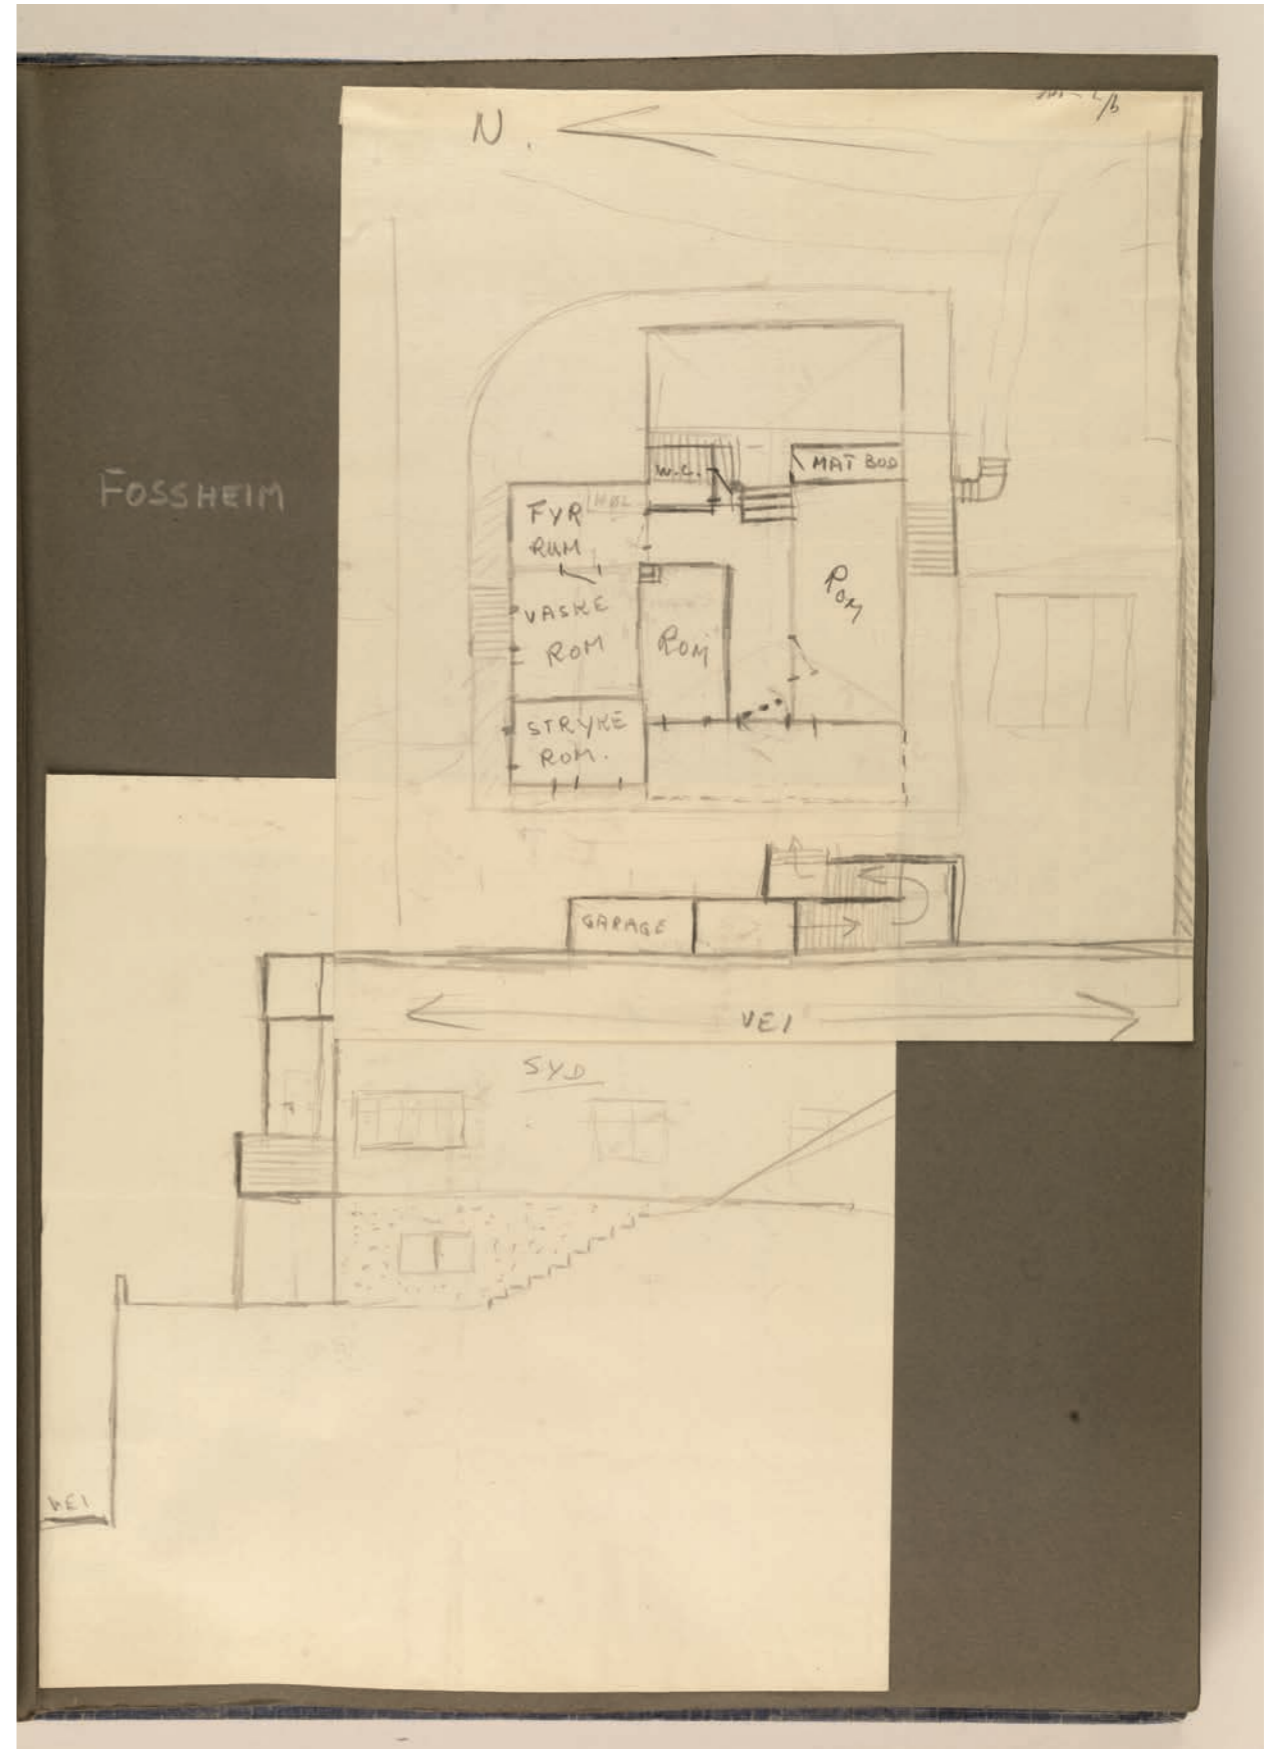 N.
FOSSHEIM
W.C.
MAT BOD
FYR
RUM
VASKE
ROM
ROM
ROM
STRYKE
ROM.
GARAGE
VEI
SYD
VEI